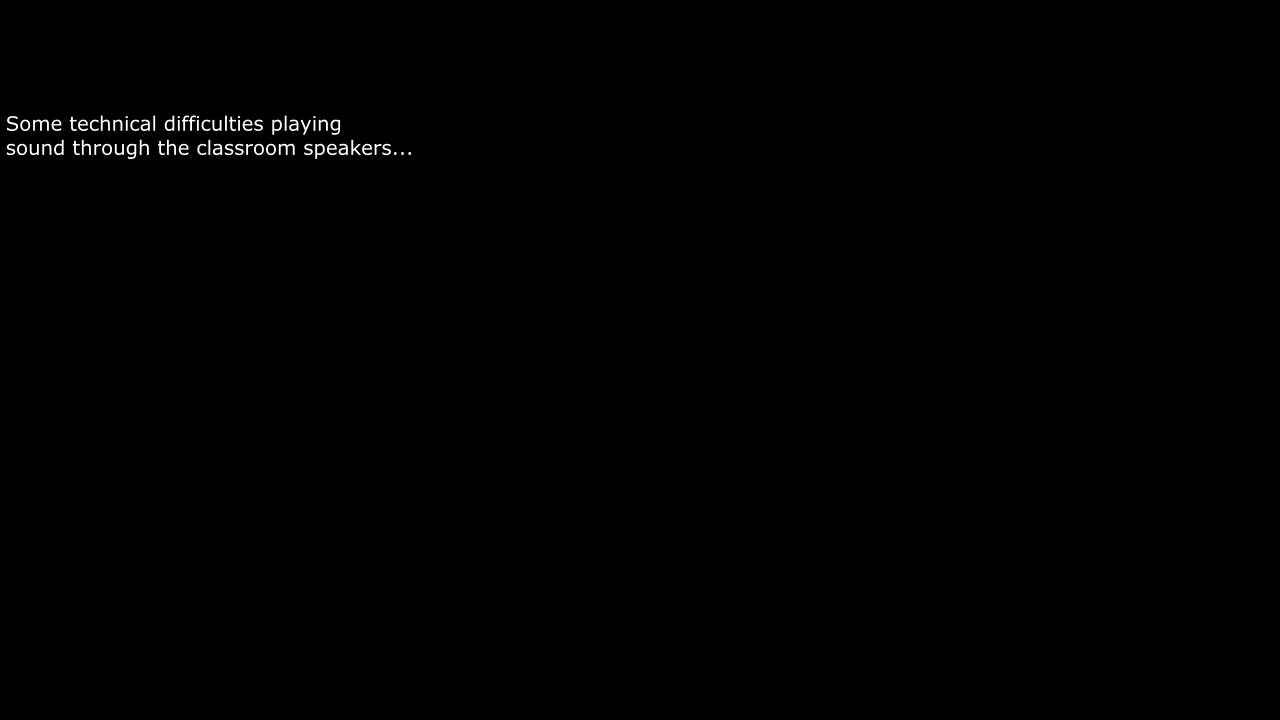 Some technical difficulties playing
sound through the classroom speakers...